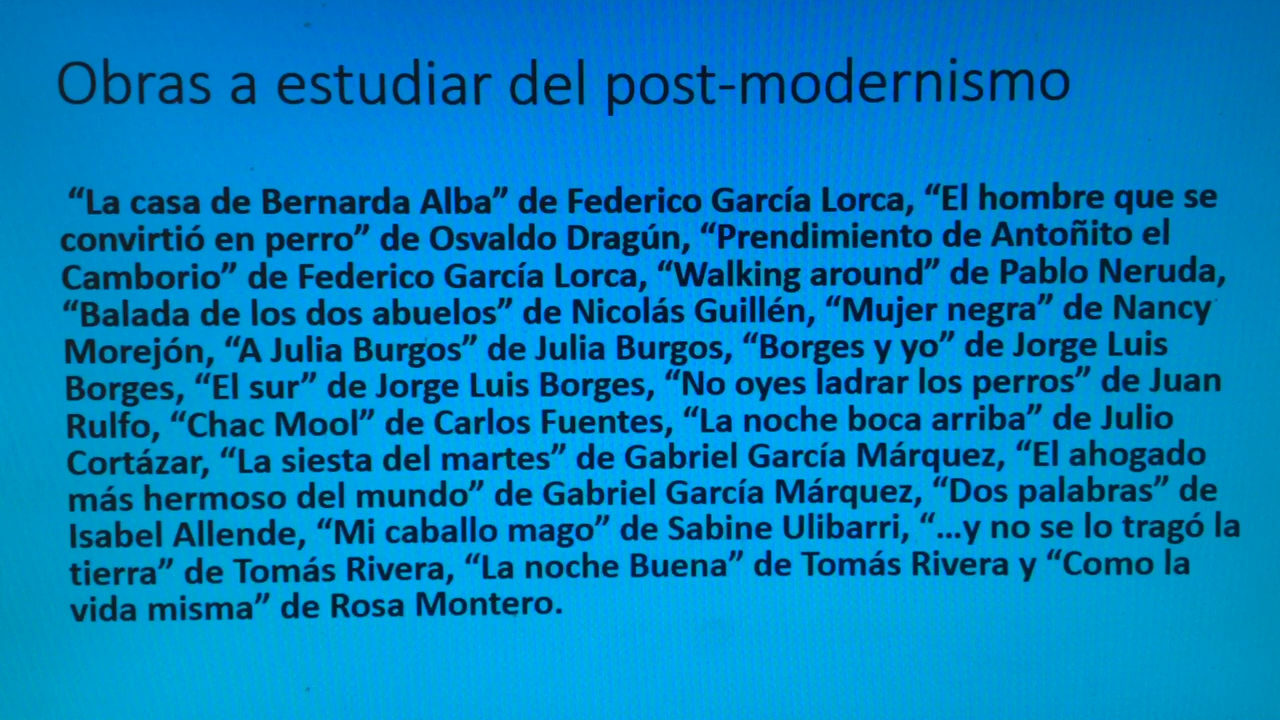 Obras a estudiar del post-modernismo
“La casa de Bernarda Alba” de Federico García Lorca, “El hombre que se
convirtió en perro” de Osvaldo Dragún, “Prendimiento de Antoñito el
Camborio” de Federico García Lorca, “Walking around” de Pablo Neruda,
“Balada de los dos abuelos” de Nicolás Guillén, “Mujer negra” de Nancy
Morejón, “A Julia Burgos” de Julia Burgos, “Borges y yo” de Jorge Luis
Borges, “El sur” de Jorge Luis Borges, “No oyes ladrar los perros” de Juan
Rulfo, “Chac Mool” de Carlos Fuentes, “La noche boca arriba” de Julio
Cortázar, “La siesta del martes” de Gabriel García Márquez, “El ahogado
más hermoso del mundo” de Gabriel García Márquez, “Dos palabras” de
Isabel Allende, “Mi caballo mago” de Sabine Ulibarri, “...y no se lo tragó la
tierra” de Tomás Rivera, “La noche Buena” de Tomás Rivera y “Como la
vida misma” de Rosa Montero.